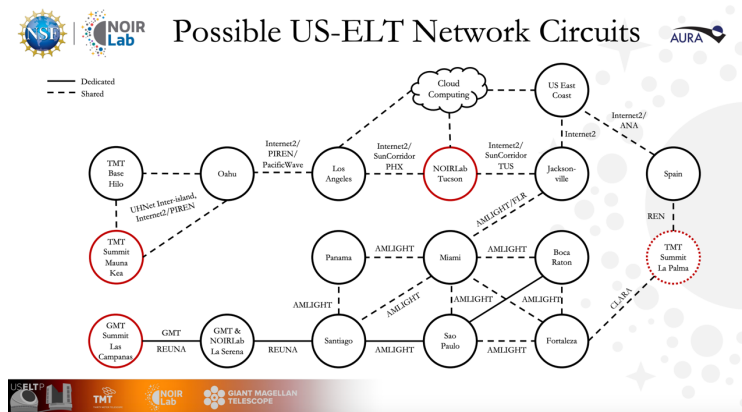 NSF
NOIR
Lab
Possible US-ELT Network Circuits
AURA
Dedicated
Shared
Cloud
Computing
US East
Coast
Internet2/
ANA
Internet2/
PIREN/
PacificWave
Internet2/
SunCorridor
PHX
Internet2/
SunCorridor
TUS
Internet2
TMT
Base
Hilo
Oahu
Los
Angeles
NOIRLab
Tucson
Jackson-
ville
Spain
UHNet Inter-island,
Internet2/PIREN
AMLIGHT/FLR
REN
TMT
Summit
Mauna
Kea
Panama
AMLIGHT
Miami
AMLIGHT
Boca
Raton
TMT
Summit
La Palma
AMLIGHT
AMLIGHT
AMLIGHT
AMLIGHT
CLARA
GMT
Summit
Las
Campanas
GMT
REUNA
GMT &
NOIRLab
La Serena
REUNA
Santiago
AMLIGHT
Sao
Paulo
AMLIGHT
Fortaleza
USELTP
TMT
NOIR
Lab
GIANT MAGELLAN
TELESCOPE